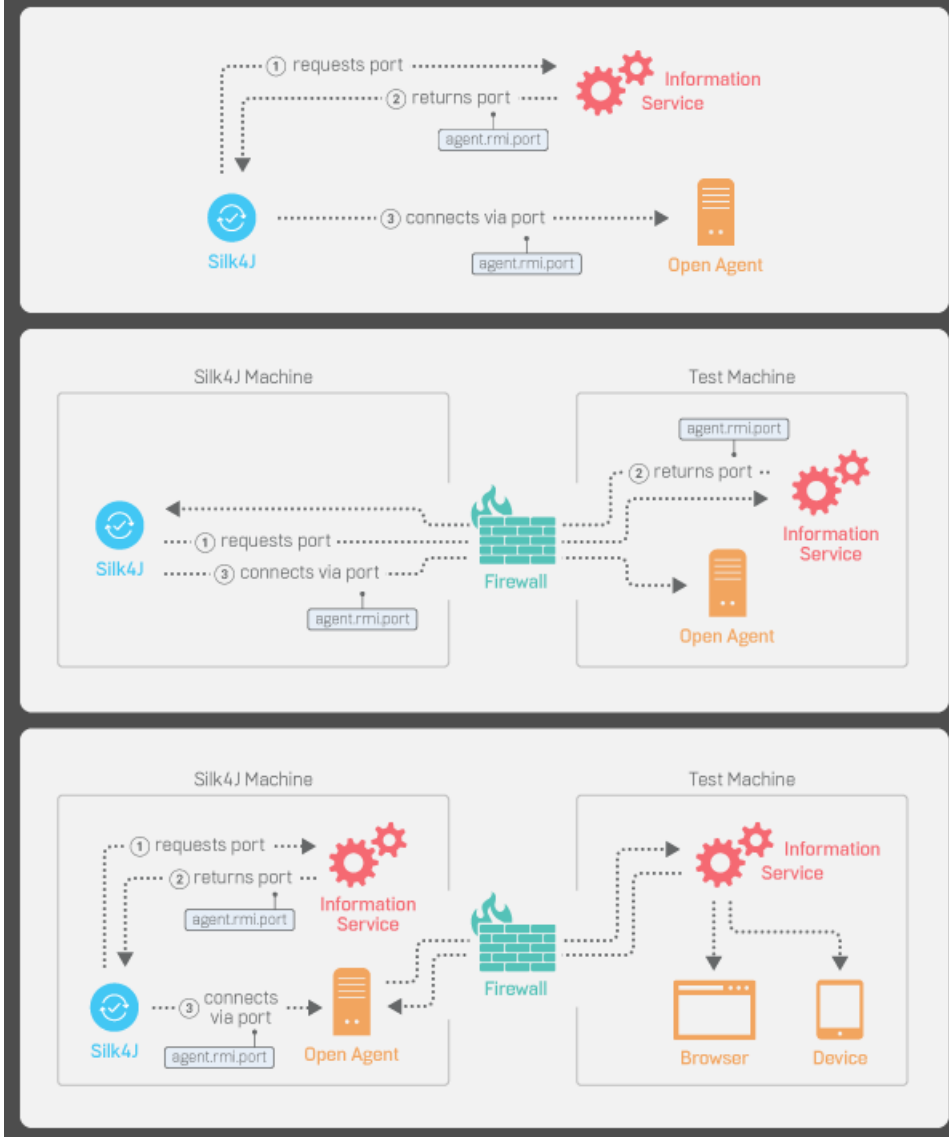 ① requests port
Information
Service
② returns port
agent.rmi.port
③ connects via port
agent.rmi.port
Silk4J
Open Agent
Silk4J Machine
Test Machine
agent.rmi.port
② returns port
Information
Service
① requests port
Silk4J
③ connects via port
agent.rmi.port
Firewall
Open Agent
Silk4J Machine
Test Machine
① requests port
② returns port
agent.rmi.port
Information
Service
Information
Service
Firewall
③ connects
via port
agent.rmi.port
Silk4J
Open Agent
Browser
Device